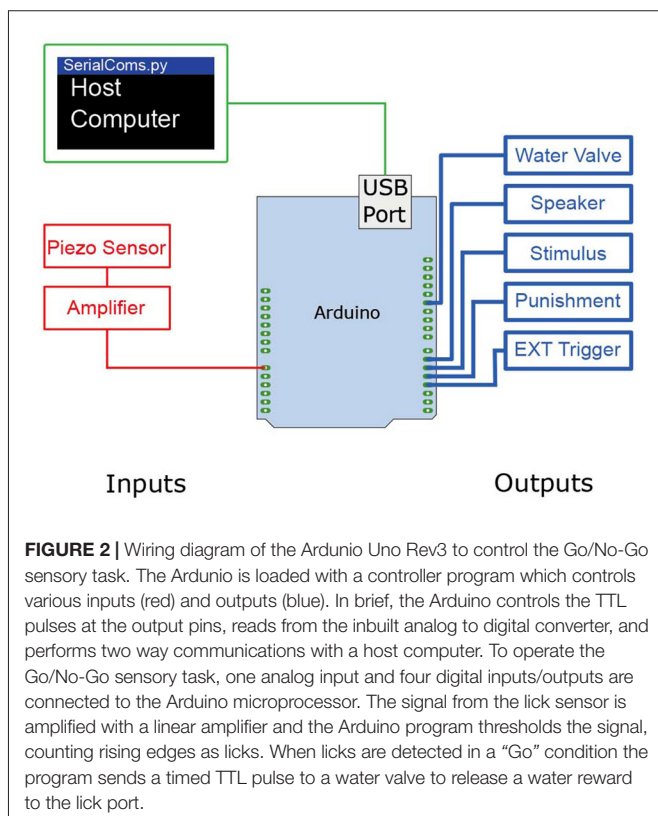 SerialComs.py
Host
Computer
USB
Port
Water Valve
Speaker
Piezo Sensor
Stimulus
Amplifier
Arduino
Punishment
EXT Trigger
Inputs
Outputs
FIGURE 2 | Wiring diagram of the Ardunio Uno Rev3 to control the Go/No-Go
sensory task. The Ardunio is loaded with a controller program which controls
various inputs (red) and outputs (blue). In brief, the Arduino controls the TTL
pulses at the output pins, reads from the inbuilt analog to digital converter, and
performs two way communications with a host computer. To operate the
Go/No-Go sensory task, one analog input and four digital inputs/outputs are
connected to the Arduino microprocessor. The signal from the lick sensor is
amplified with a linear amplifier and the Arduino program thresholds the signal,
counting rising edges as licks. When licks are detected in a “Go” condition the
program sends a timed TTL pulse to a water valve to release a water reward
to the lick port.